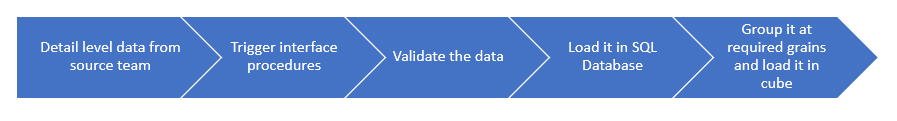 Detail level data from
source team
Trigger interface
procedures
Validate the data
Load it in SQL
Database
Group it at
required grains
and load it in
cube